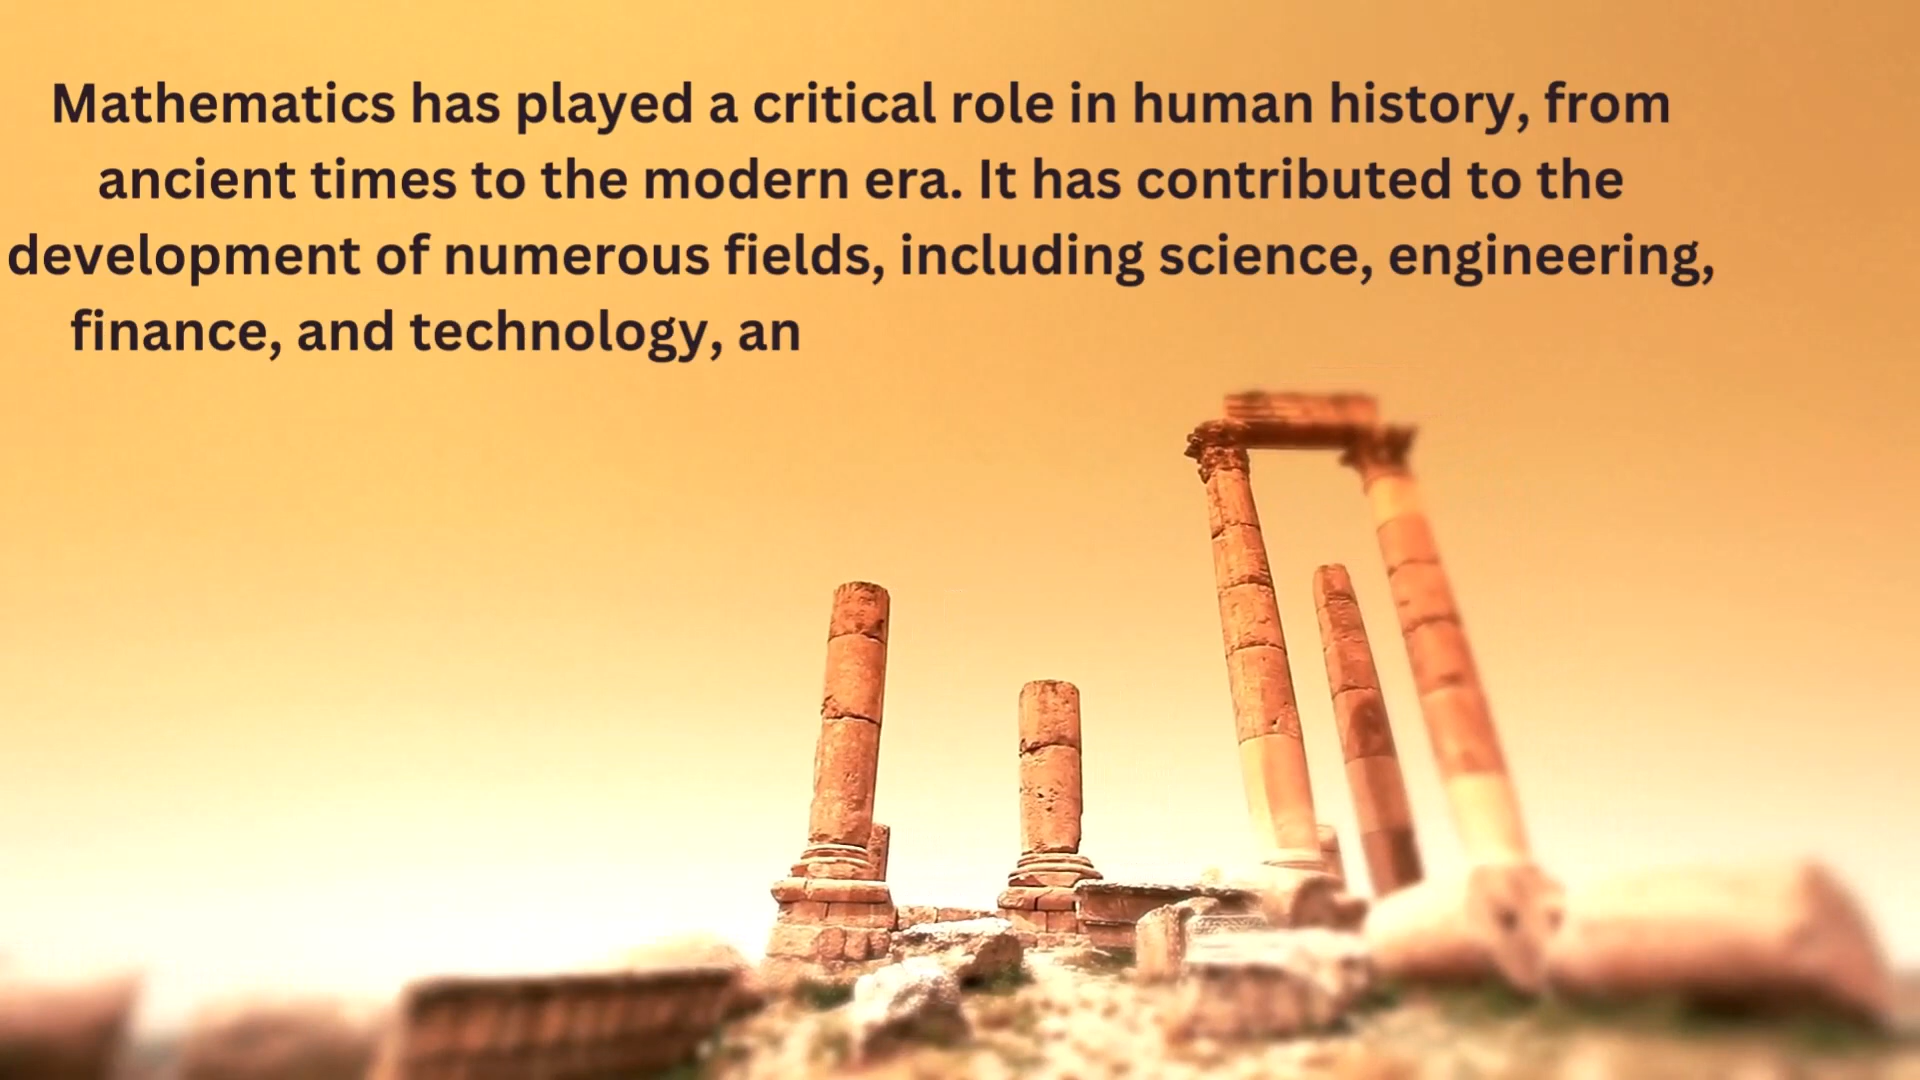 Mathematics has played a critical role in human history, from
ancient times to the modern era. It has contributed to the
development of numerous fields, including science, engineering,
finance, and technology, an